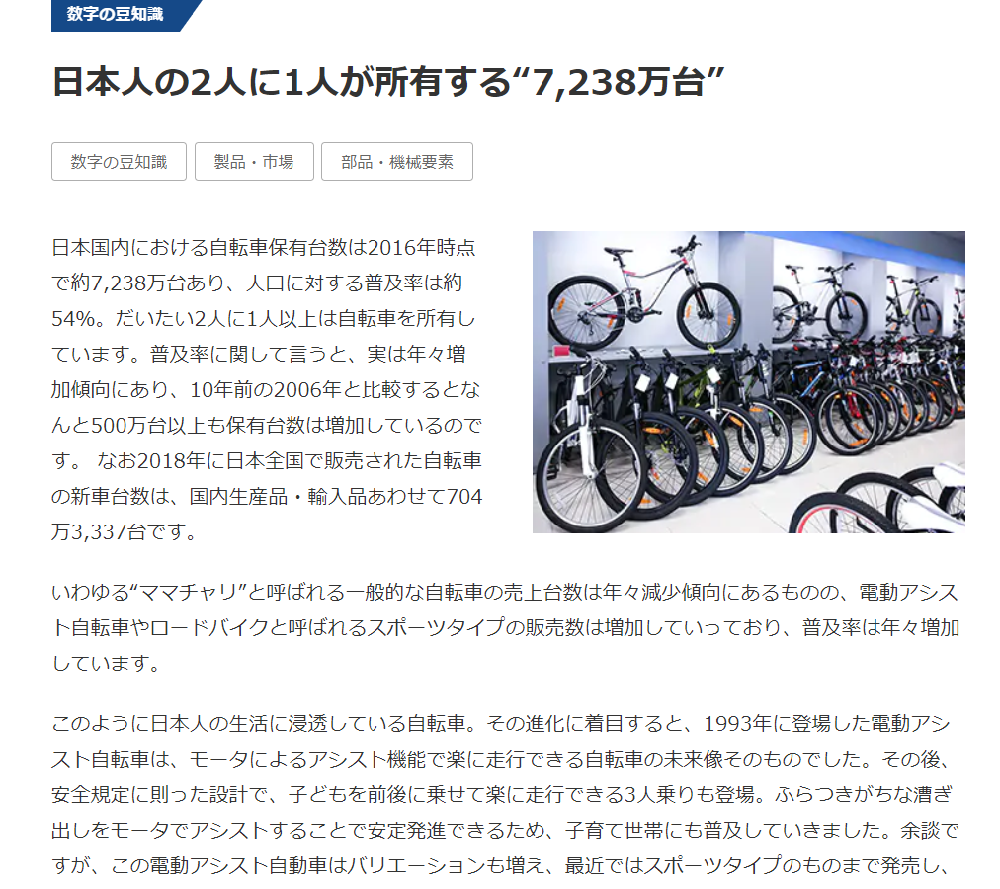 数字の豆知識
日本人の2人に1人が所有する“7,238万台”
数字の豆知識
製品・市場
部品・機械要素
日本国内における自転車保有台数は2016年時点
で約7,238万台あり、人口に対する普及率は約
54%。だいたい2人に1人以上は自転車を所有し
ています。普及率に関して言うと、実は年々増
加傾向にあり、10年前の2006年と比較するとな
んと500万台以上も保有台数は増加しているので
す。 なお2018年に日本全国で販売された自転車
の新車台数は、国内生産品・輸入品あわせて704
万3,337台です。
いわゆる“ママチャリ”と呼ばれる一般的な自転車の売上台数は年々減少傾向にあるものの、電動アシス
ト自転車やロードバイクと呼ばれるスポーツタイプの販売数は増加していっており、普及率は年々増加
しています。
このように日本人の生活に浸透している自転車。その進化に着目すると、1993年に登場した電動アシ
スト自転車は、モータによるアシスト機能で楽に走行できる自転車の未来像そのものでした。その後、
安全規定に則った設計で、子どもを前後に乗せて楽に走行できる3人乗りも登場。ふらつきがちな漕ぎ
出しをモータでアシストすることで安定発進できるため、子育て世帯にも普及していきました。余談で
すが、この電動アシスト自動車はバリエーションも増え、最近ではスポーツタイプのものまで発売し、